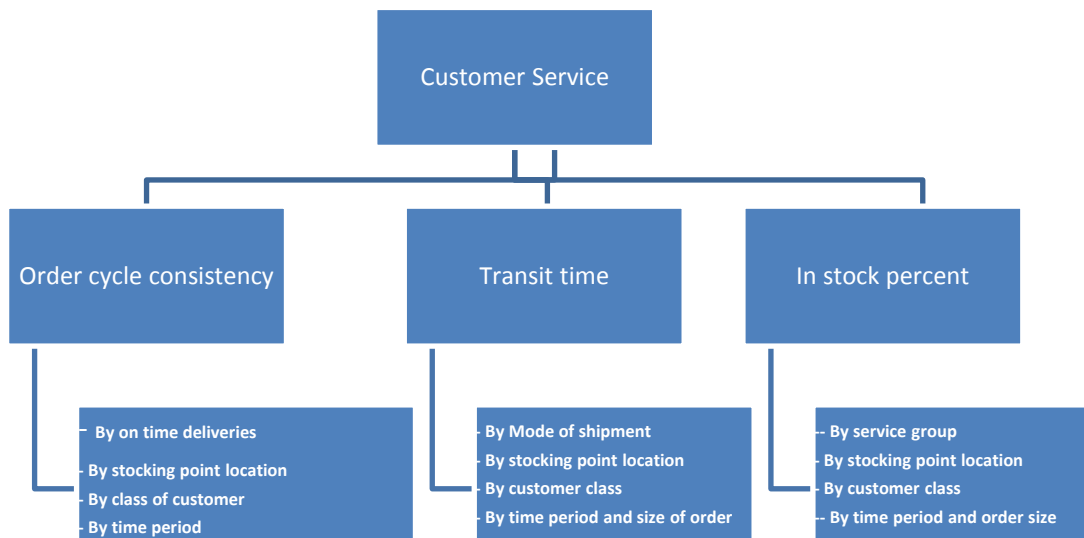 Customer Service
Order cycle consistency
Transit time
In stock percent
– By on time deliveries
- By stocking point location
- By class of customer
- By time period
- By Mode of shipment
- By stocking point location
- By customer class
- By time period and size of order
-- By service group
- By stocking point location
- By customer class
-- By time period and order size